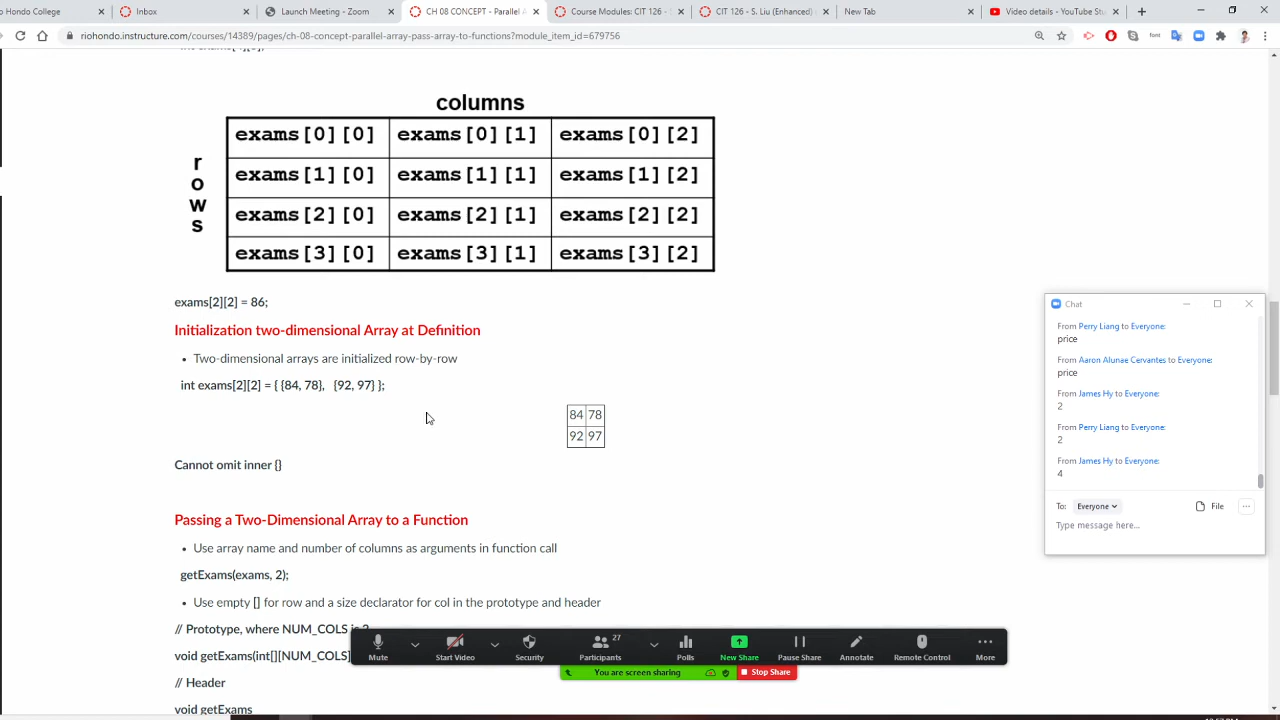 Hondo College
Inbox
Launch Meeting - Zoom
CH 08 CONCEPT - Parallel A
Course Modules: CIT 126 -
CIT 126 - S. Liu (Enhanced)
New Tab
Video details - YouTube Stu
riohondo.instructure.com/courses/14389/pages/ch-08-concept-parallel-array-pass-array-to-functions?module_item_id=679756
columns
rows
exams[0][0] exams[0][1] exams[0][2]
exams[1][0] exams[1][1] exams[1][2]
exams[2][0] exams[2][1] exams[2][2]
exams[3][0] exams[3][1] exams[3][2]
exams[2][2] = 86;
Initialization two-dimensional Array at Definition
• Two-dimensional arrays are initialized row-by-row
int exams[2][2] = { {84, 78}, {92, 97} };
84 78
92 97
Cannot omit inner {}
Passing a Two-Dimensional Array to a Function
• Use array name and number of columns as arguments in function call
getExams(exams, 2);
• Use empty [] for row and a size declarator for col in the prototype and header
// Prototype, where NUM_COLS is 2
void getExams(int[][NUM_COLS]
// Header
void getExams
Chat
From Perry Liang to Everyone:
price
From Aaron Alunae Cervantes to Everyone:
price
From James Hy to Everyone:
2
From Perry Liang to Everyone:
2
From James Hy to Everyone:
4
To: Everyone
File
Type message here...
Mute
Start Video
Security
Participants
27
Polls
New Share
Pause Share
Annotate
Remote Control
More
You are screen sharing
Stop Share